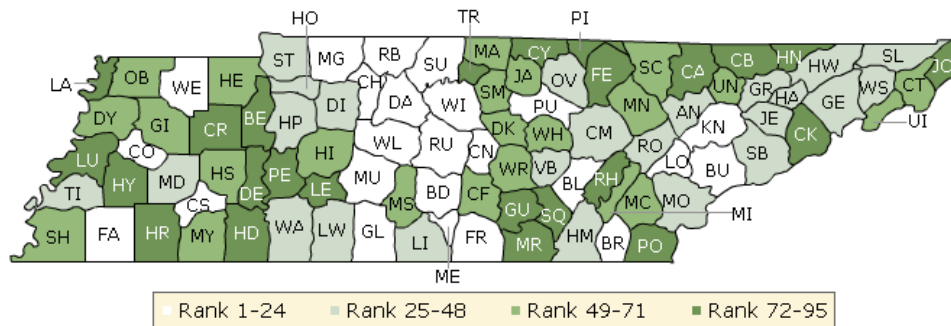 HO TR PI
ST MG RB SU MA CY FE SC CA CB HN HW SL JO
LA OB WE HE CH JA OV UN GR HA WS CT
DY GI CR BE HP DI DA WI SM PU MN AN JE GE UI
LU CO HI WL RU CN DK WH CM RO KN CK
TI HY MD HS DE PE LE MU WR VB LO BU SB
CS MS BD CF BL RH MC MO MI
SH FA HR MY HD WA LW GL LI FR GU SQ MR HM BR PO
ME
Rank 1-24 Rank 25-48 Rank 49-71 Rank 72-95